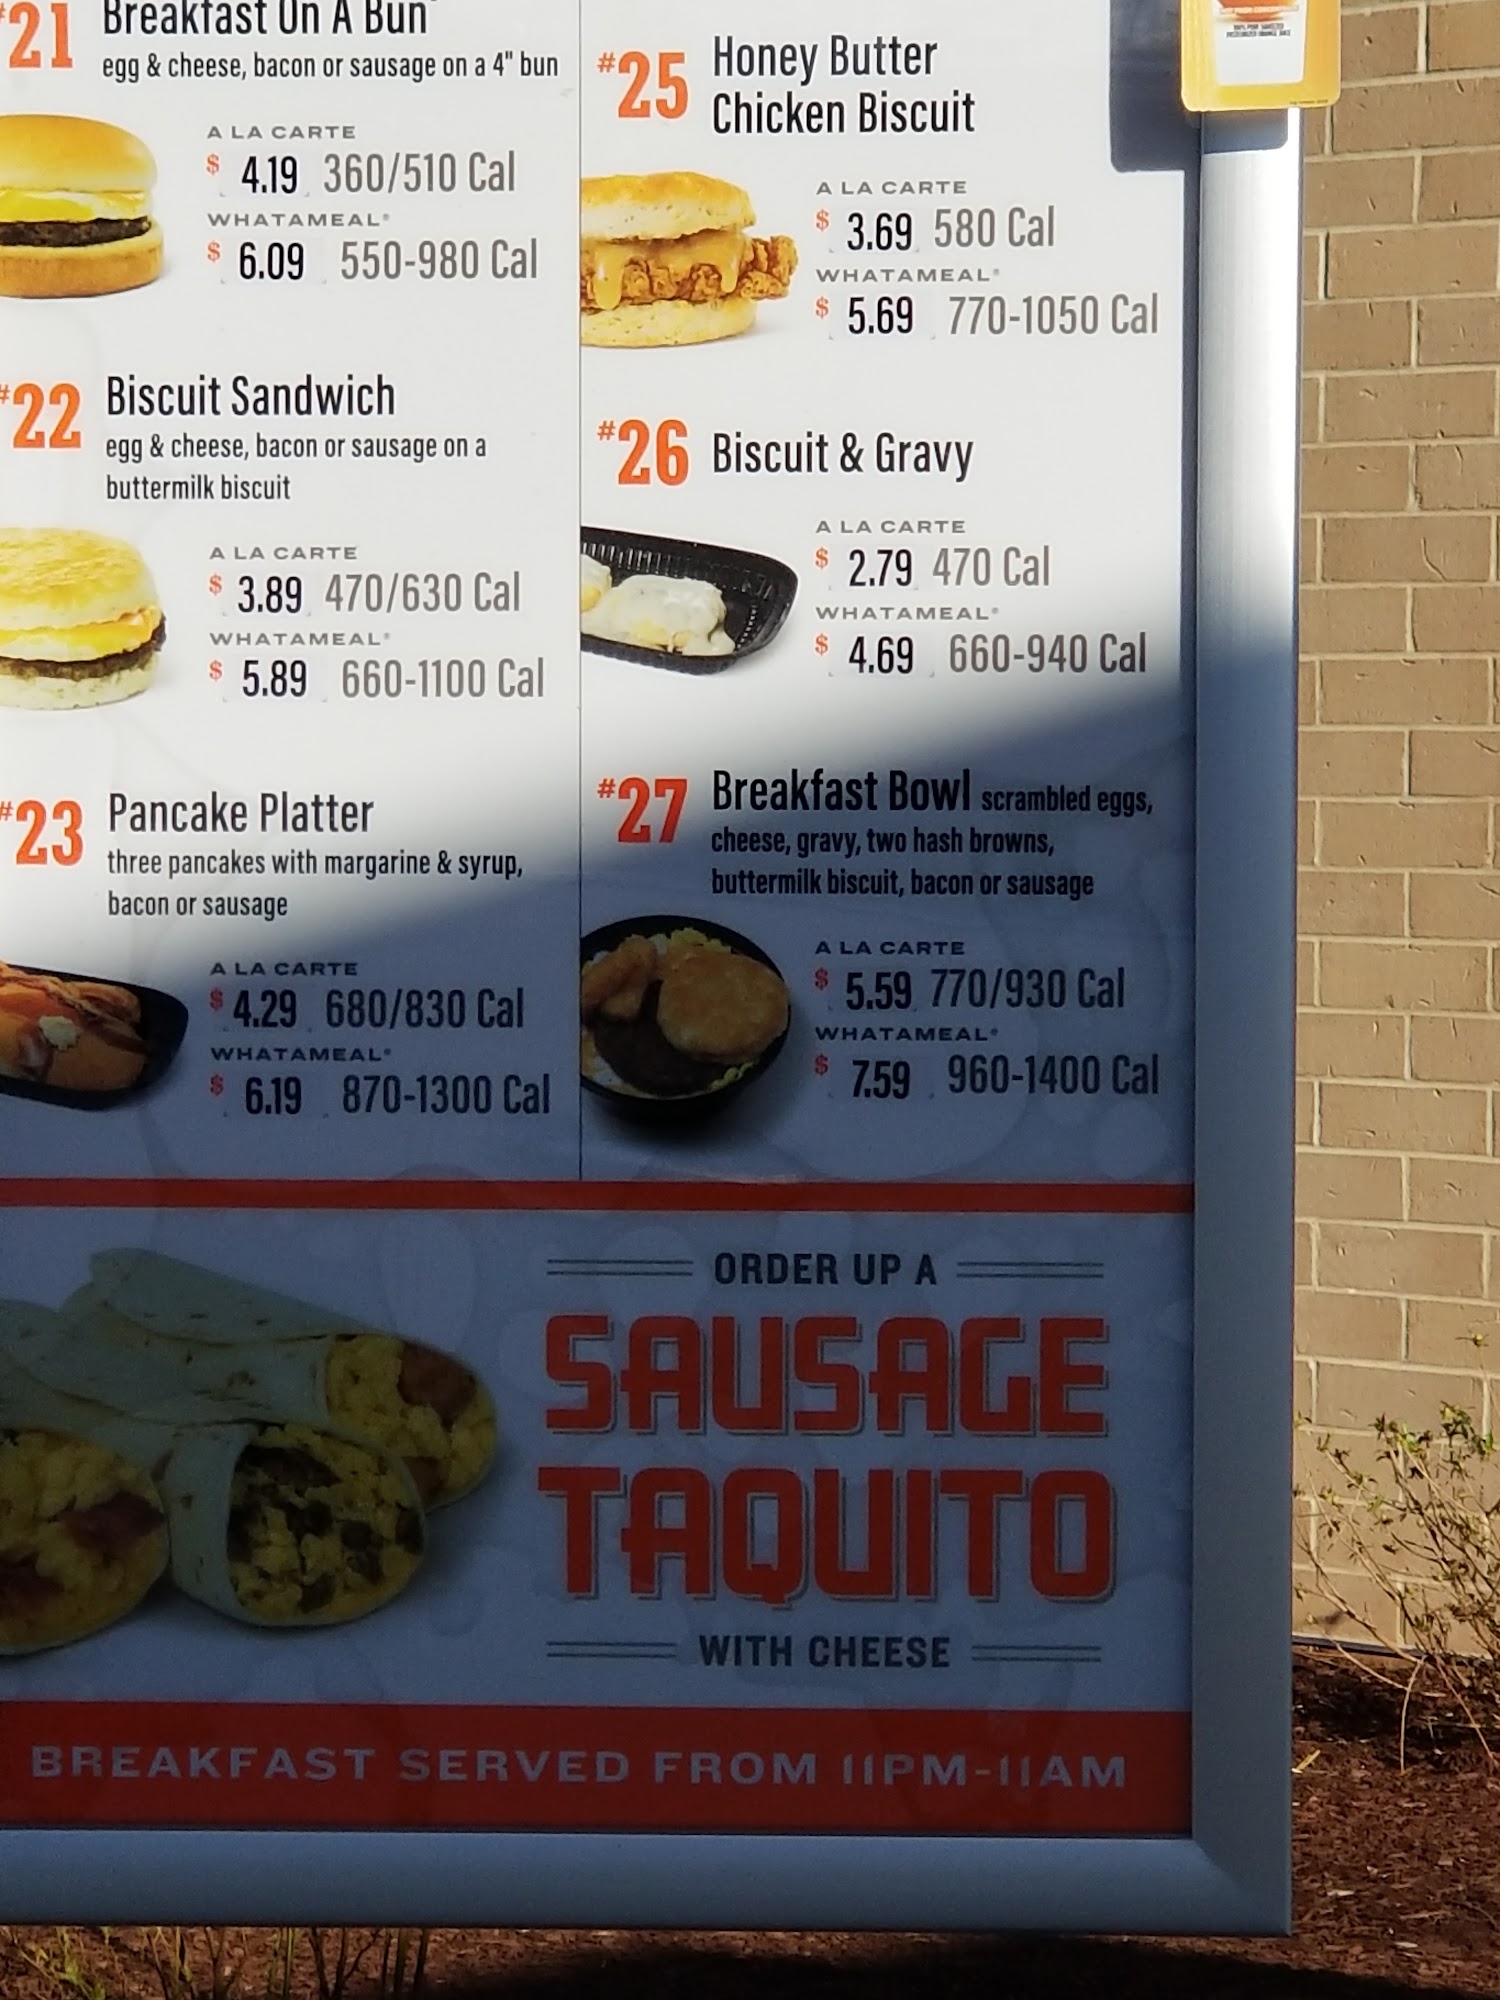 #21 Breakfast On A Bun
egg & cheese, bacon or sausage on a 4" bun
A LA CARTE
$ 4.19 360/510 Cal
WHATAMEAL®
$ 6.09 550-980 Cal
#22 Biscuit Sandwich
egg & cheese, bacon or sausage on a
buttermilk biscuit
A LA CARTE
$ 3.89 470/630 Cal
WHATAMEAL®
$ 5.89 660-1100 Cal
#23 Pancake Platter
three pancakes with margarine & syrup,
bacon or sausage
A LA CARTE
$ 4.29 680/830 Cal
WHATAMEAL®
$ 6.19 870-1300 Cal
#25 Honey Butter
Chicken Biscuit
A LA CARTE
$ 3.69 580 Cal
WHATAMEAL®
$ 5.69 770-1050 Cal
#26 Biscuit & Gravy
A LA CARTE
$ 2.79 470 Cal
WHATAMEAL®
$ 4.69 660-940 Cal
#27 Breakfast Bowl scrambled eggs,
cheese, gravy, two hash browns,
buttermilk biscuit, bacon or sausage
A LA CARTE
$ 5.59 770/930 Cal
WHATAMEAL®
$ 7.59 960-1400 Cal
ORDER UP A
SAUSAGE
TAQUITO
WITH CHEESE
BREAKFAST SERVED FROM 11PM-11AM